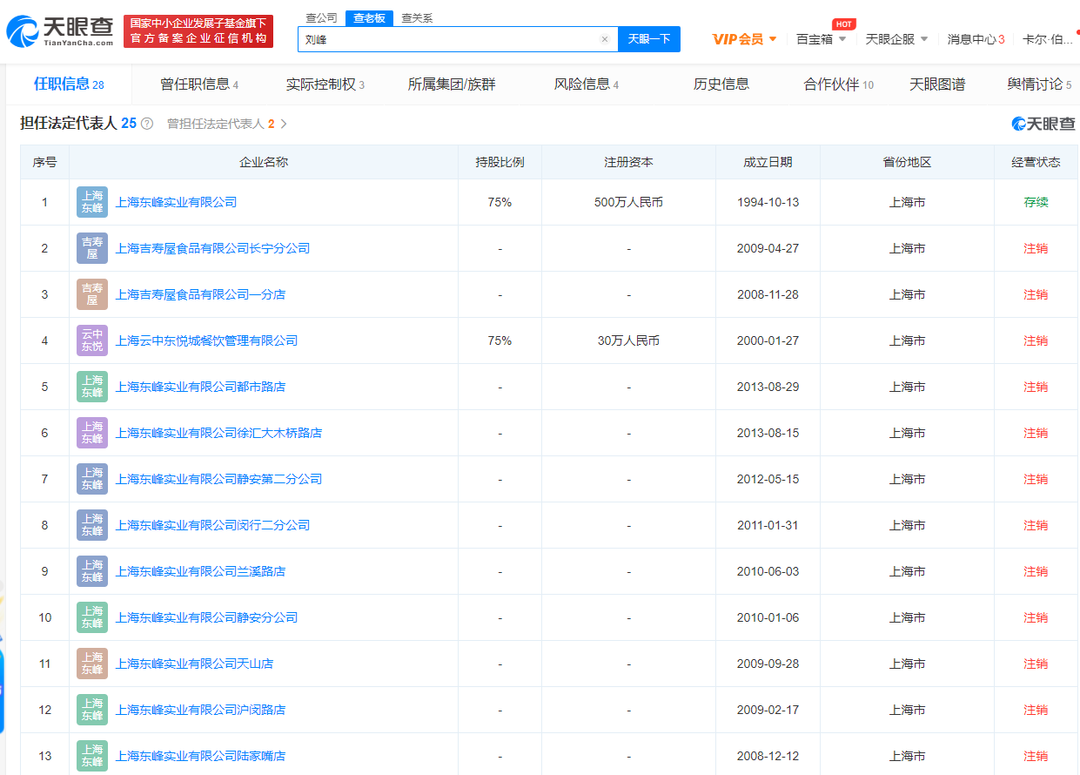 天眼查
TianYanCha.com
国家中小企业发展子基金旗下
官方备案企业征信机构
查公司 查老板 查关系
刘峰 × 天眼一下
VIP会员 百宝箱 HOT 天眼企服 消息中心 3 卡尔·伯...
任职信息 28 曾任职信息 4 实际控制权 3 所属集团/族群 风险信息 4 历史信息 合作伙伴 10 天眼图谱 舆情讨论 5
担任法定代表人 25 ? 曾担任法定代表人 2 >
天眼查
序号 企业名称 持股比例 注册资本 成立日期 省份地区 经营状态
1 上海东峰 上海东峰实业有限公司 75% 500万人民币 1994-10-13 上海市 存续
2 吉寿屋 上海吉寿屋食品有限公司长宁分公司 - - 2009-04-27 上海市 注销
3 吉寿屋 上海吉寿屋食品有限公司一分店 - - 2008-11-28 上海市 注销
4 云中东悦 上海云中东悦城餐饮管理有限公司 75% 30万人民币 2000-01-27 上海市 注销
5 上海东峰 上海东峰实业有限公司都市路店 - - 2013-08-29 上海市 注销
6 上海东峰 上海东峰实业有限公司徐汇大木桥路店 - - 2013-08-15 上海市 注销
7 上海东峰 上海东峰实业有限公司静安第二分公司 - - 2012-05-15 上海市 注销
8 上海东峰 上海东峰实业有限公司闵行二分公司 - - 2011-01-31 上海市 注销
9 上海东峰 上海东峰实业有限公司兰溪路店 - - 2010-06-03 上海市 注销
10 上海东峰 上海东峰实业有限公司静安分公司 - - 2010-01-06 上海市 注销
11 上海东峰 上海东峰实业有限公司天山店 - - 2009-09-28 上海市 注销
12 上海东峰 上海东峰实业有限公司沪闵路店 - - 2009-02-17 上海市 注销
13 上海东峰 上海东峰实业有限公司陆家嘴店 - - 2008-12-12 上海市 注销